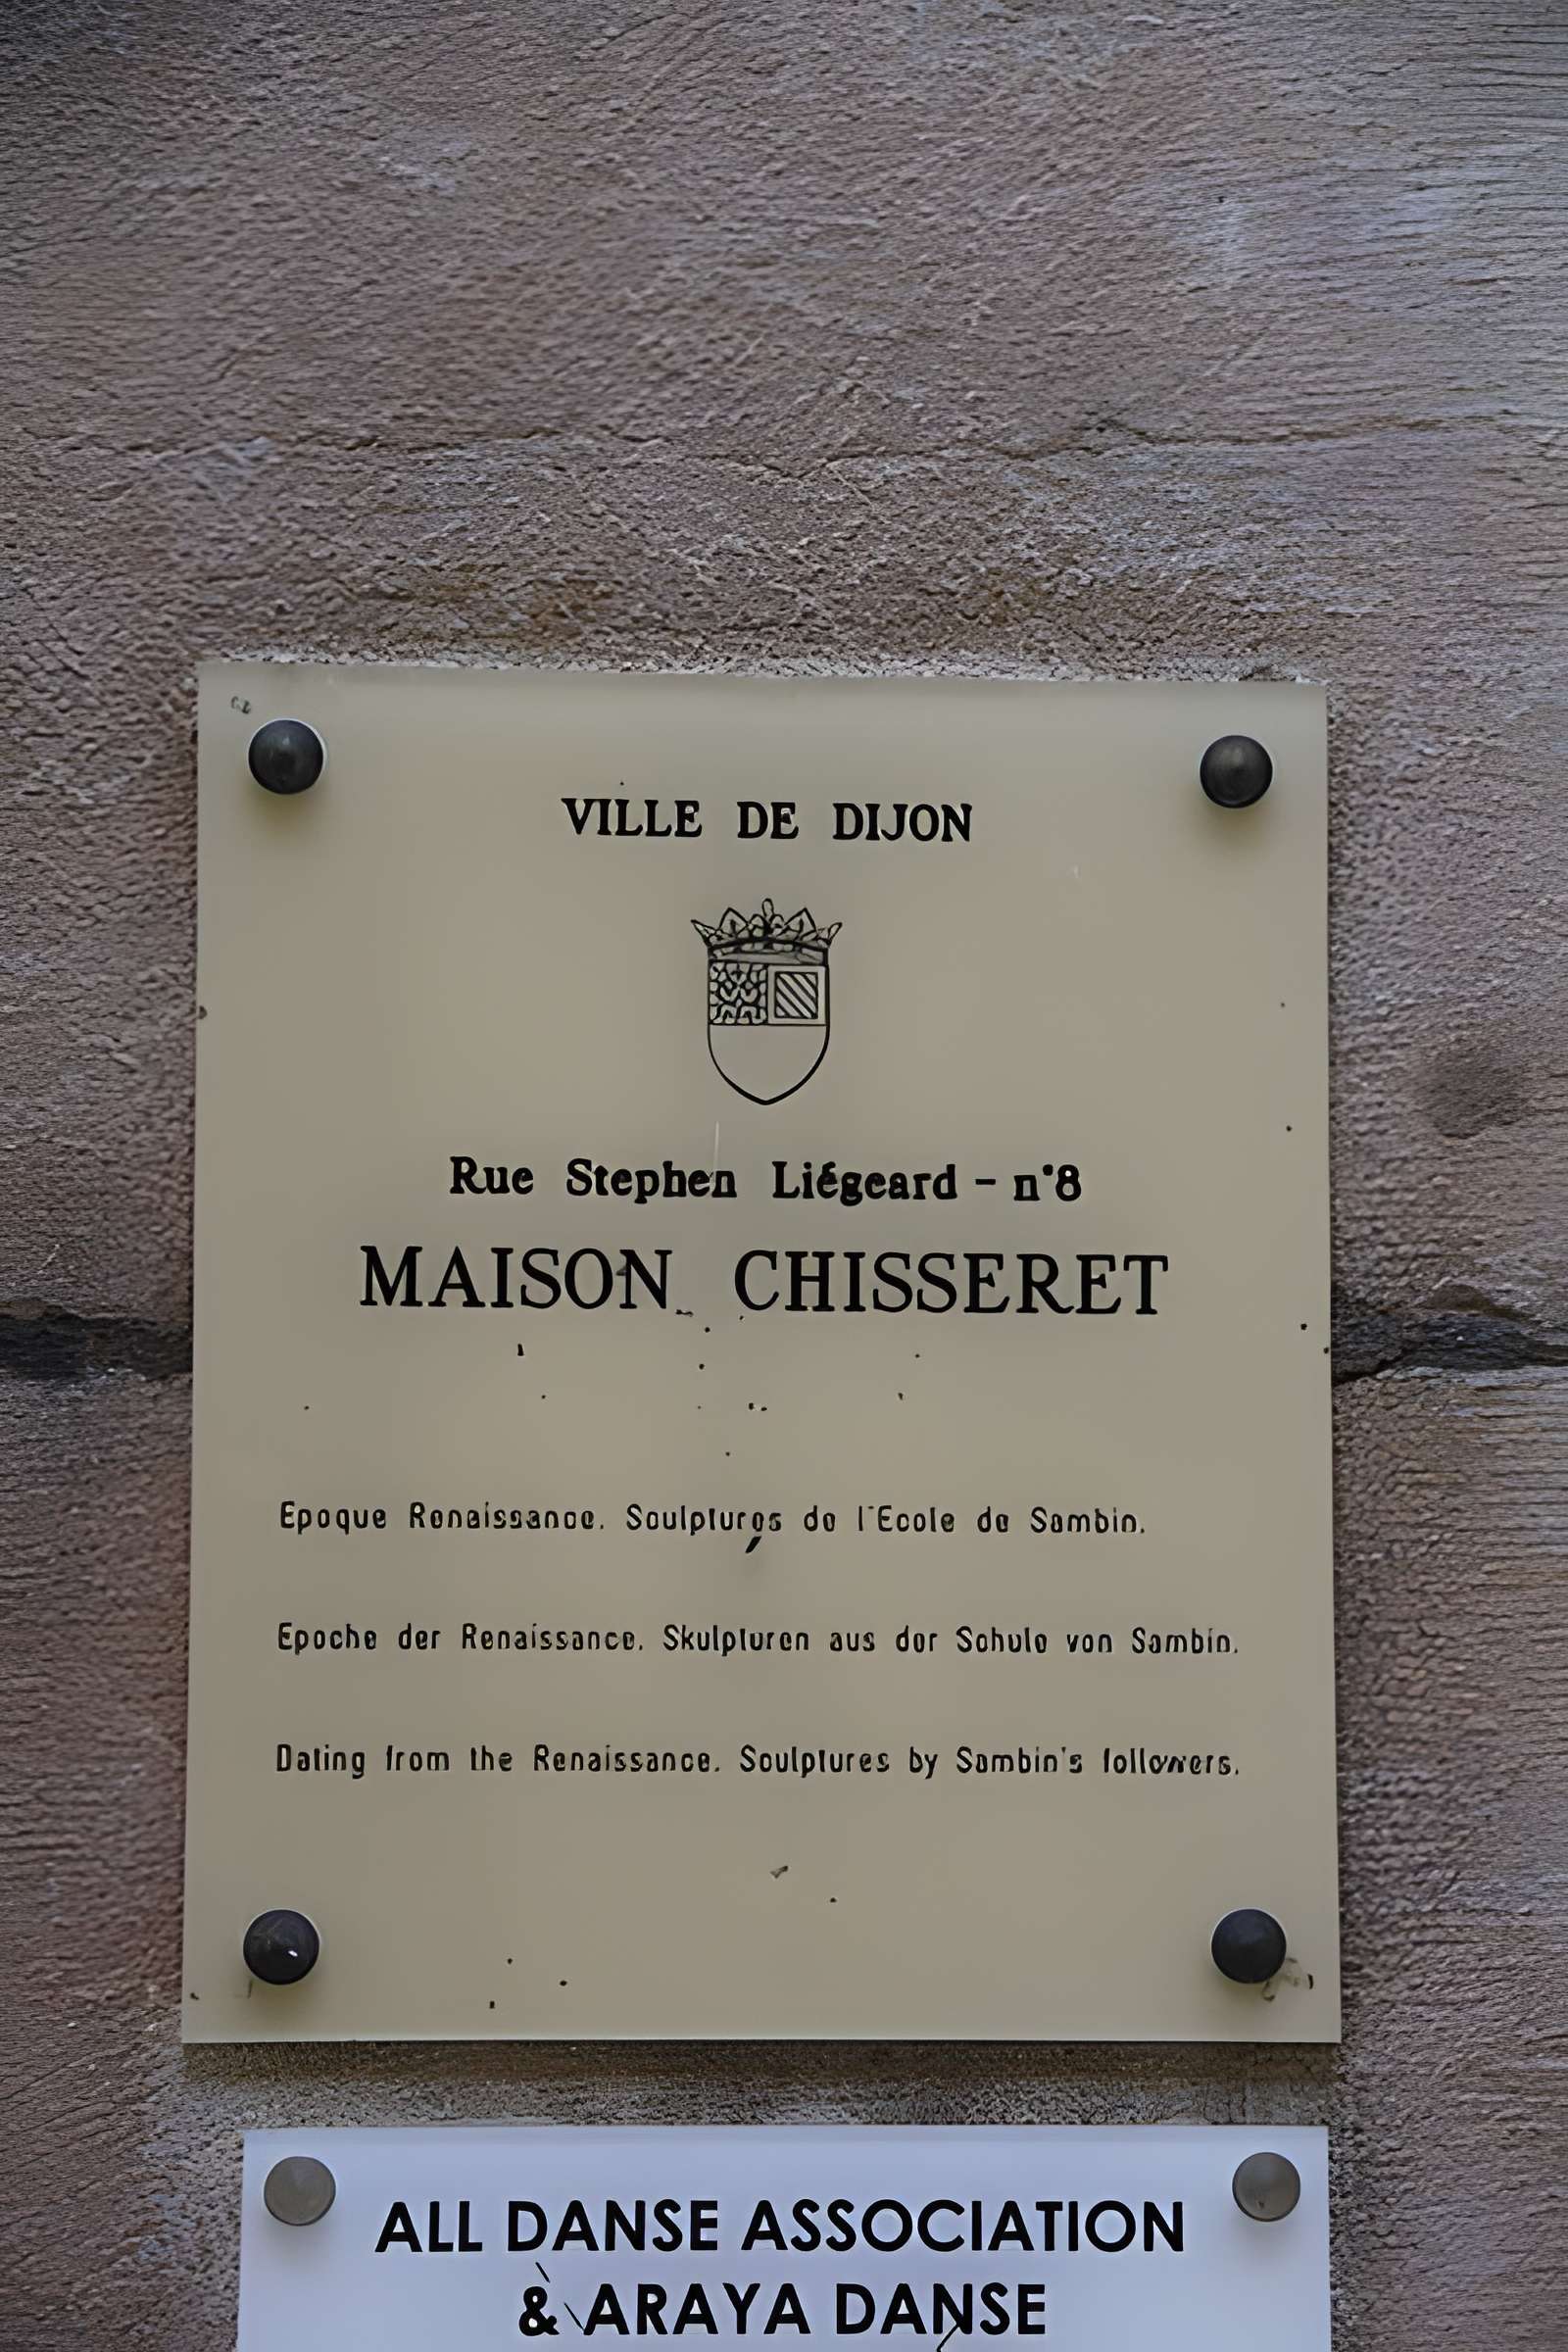 VILLE DE DIJON
Rue Stephen Liégeard - n°8
MAISON CHISSERET
Epoque Renaissance. Sculptures de l'Ecole de Sambin.
Epoche der Renaissance. Skulpturen aus der Schule von Sambin.
Dating from the Renaissance. Sculptures by Sambin's followers.
ALL DANSE ASSOCIATION
& ARAYA DANSE